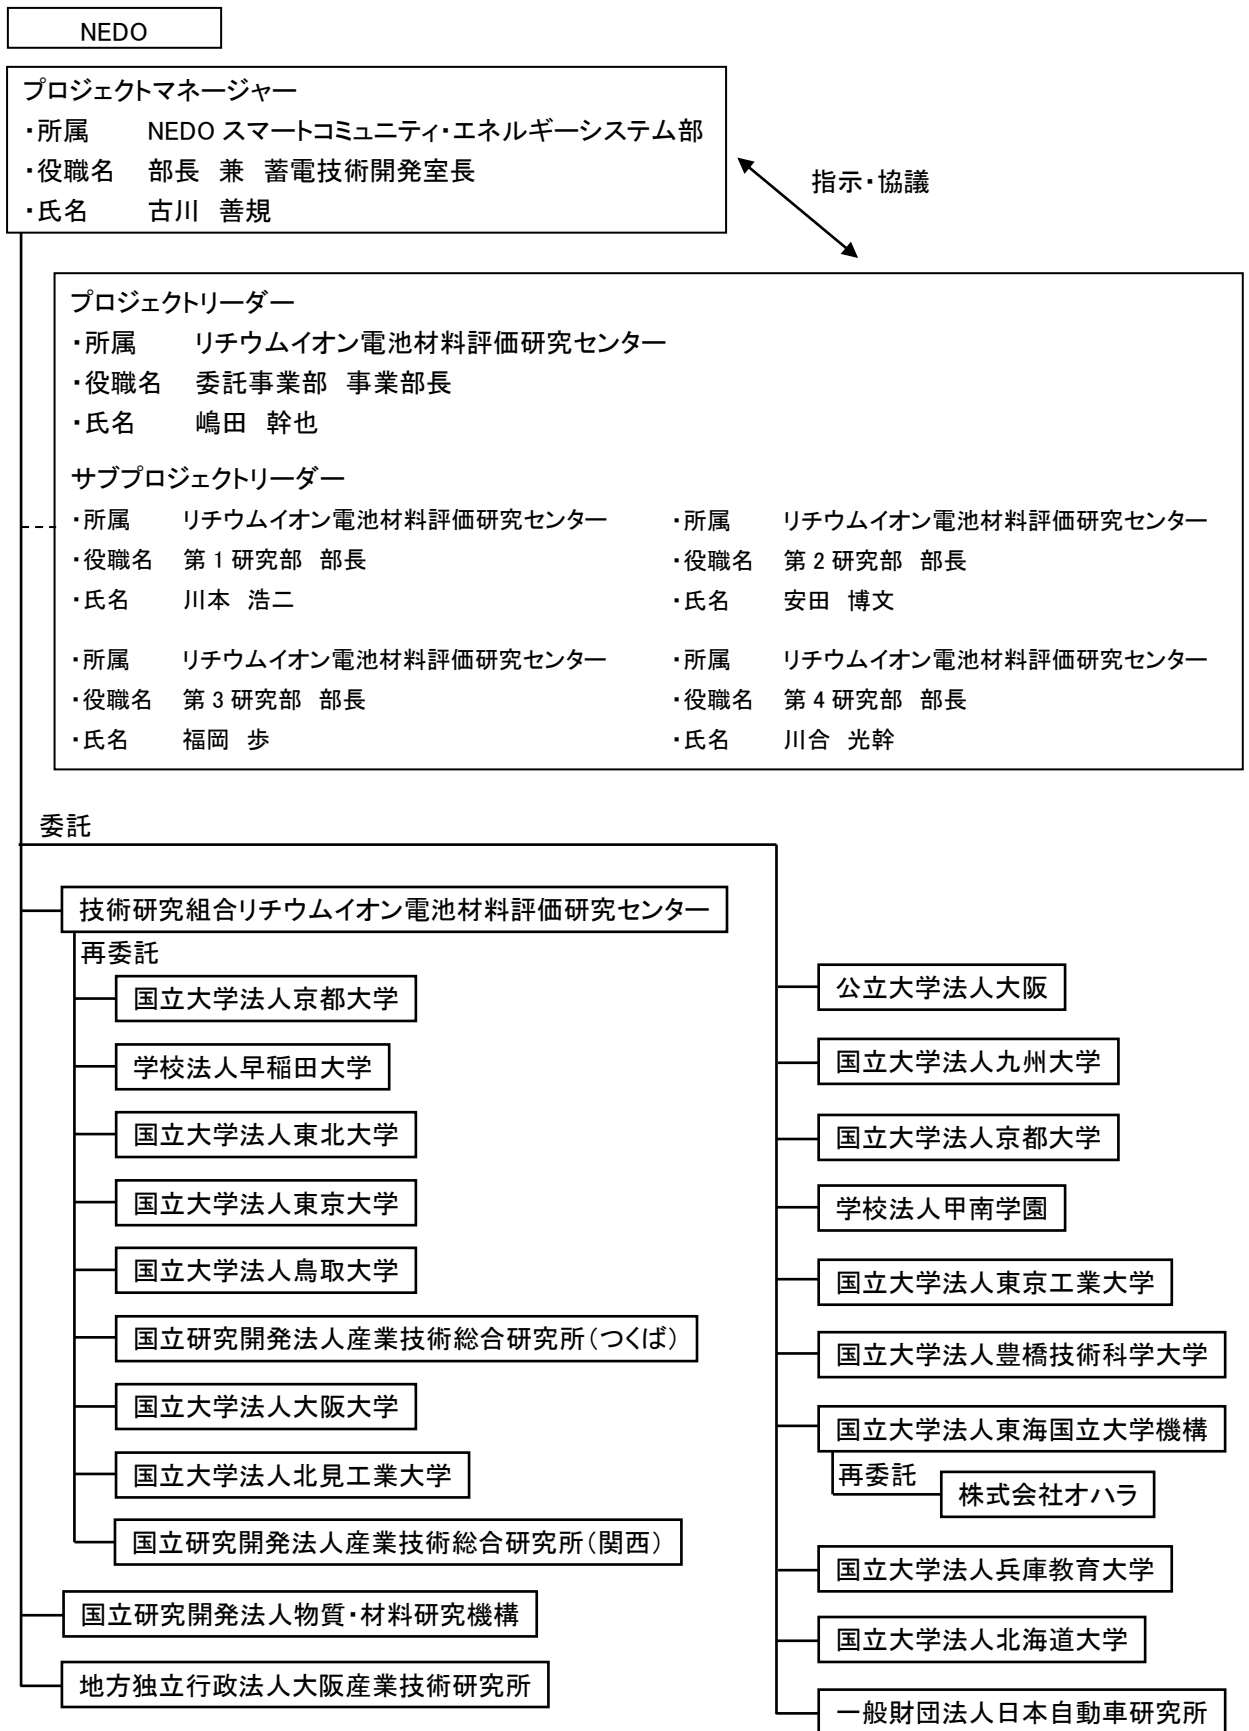 NEDO
プロジェクトマネージャー
・所属 NEDO スマートコミュニティ・エネルギーシステム部
・役職名 部長 兼 蓄電技術開発室長
・氏名 古川 善規
指示・協議
プロジェクトリーダー
・所属 リチウムイオン電池材料評価研究センター
・役職名 委託事業部 事業部長
・氏名 嶋田 幹也
サブプロジェクトリーダー
・所属 リチウムイオン電池材料評価研究センター
・役職名 第1研究部 部長
・氏名 川本 浩二
・所属 リチウムイオン電池材料評価研究センター
・役職名 第2研究部 部長
・氏名 安田 博文
・所属 リチウムイオン電池材料評価研究センター
・役職名 第3研究部 部長
・氏名 福岡 歩
・所属 リチウムイオン電池材料評価研究センター
・役職名 第4研究部 部長
・氏名 川合 光幹
委託
技術研究組合リチウムイオン電池材料評価研究センター
再委託
国立大学法人京都大学
学校法人早稲田大学
国立大学法人東北大学
国立大学法人東京大学
国立大学法人鳥取大学
国立研究開発法人産業技術総合研究所(つくば)
国立大学法人大阪大学
国立大学法人北見工業大学
国立研究開発法人産業技術総合研究所(関西)
国立研究開発法人物質・材料研究機構
地方独立行政法人大阪産業技術研究所
公立大学法人大阪
国立大学法人九州大学
国立大学法人京都大学
学校法人甲南学園
国立大学法人東京工業大学
国立大学法人豊橋技術科学大学
国立大学法人東海国立大学機構
再委託
株式会社オハラ
国立大学法人兵庫教育大学
国立大学法人北海道大学
一般財団法人日本自動車研究所